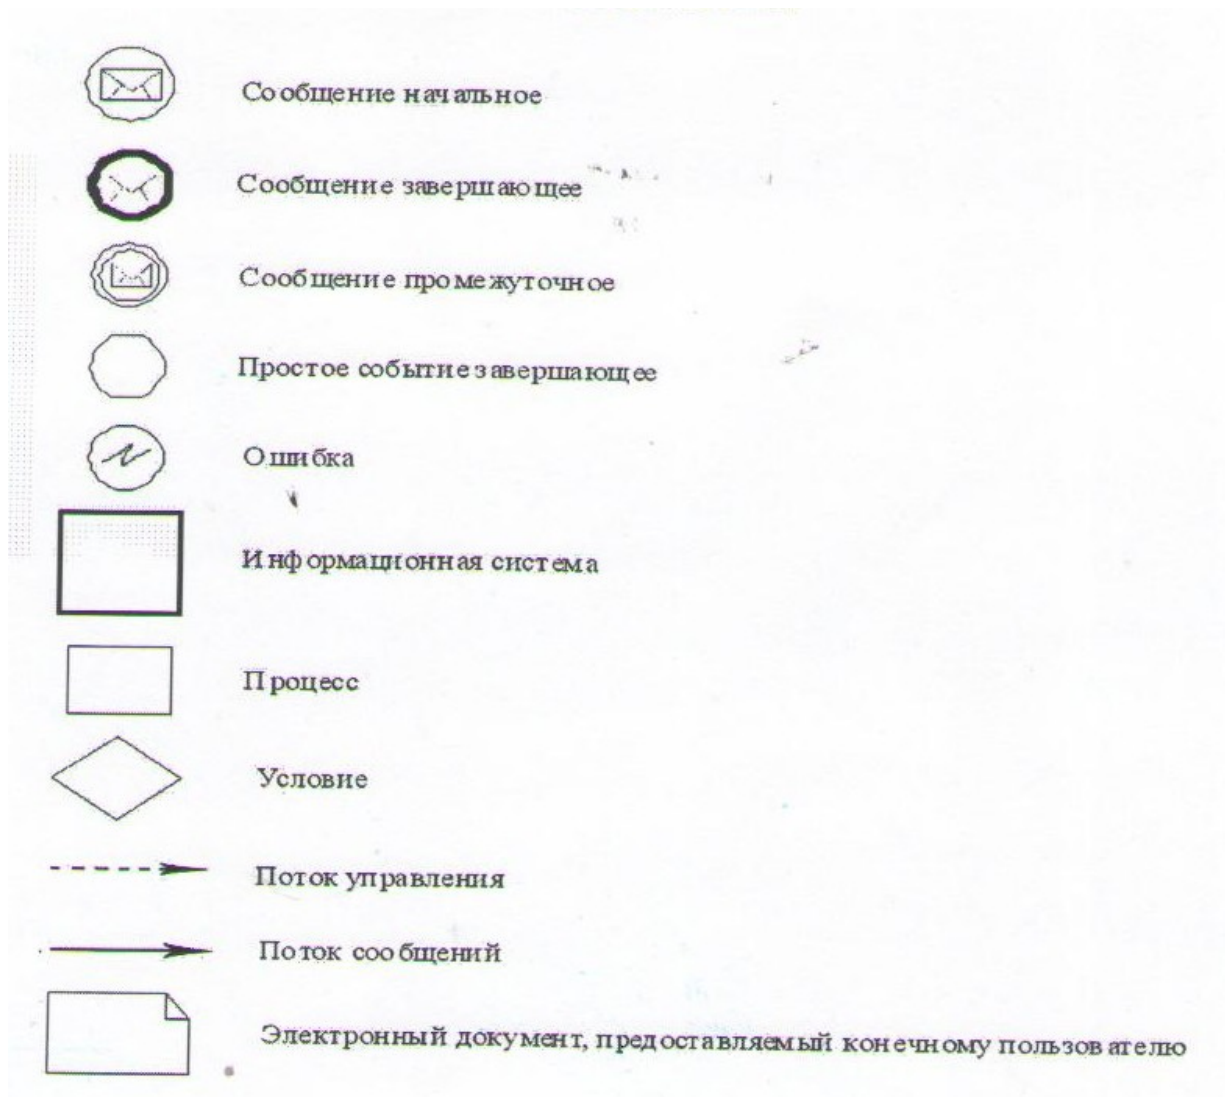 Сообщение начальное
Сообщение завершающее
Сообщение промежуточное
Простое событие завершающее
Ошибка
Информационная система
Процесс
Условие
Поток управления
Поток сообщений
Электронный документ, предоставляемый конечному пользователю